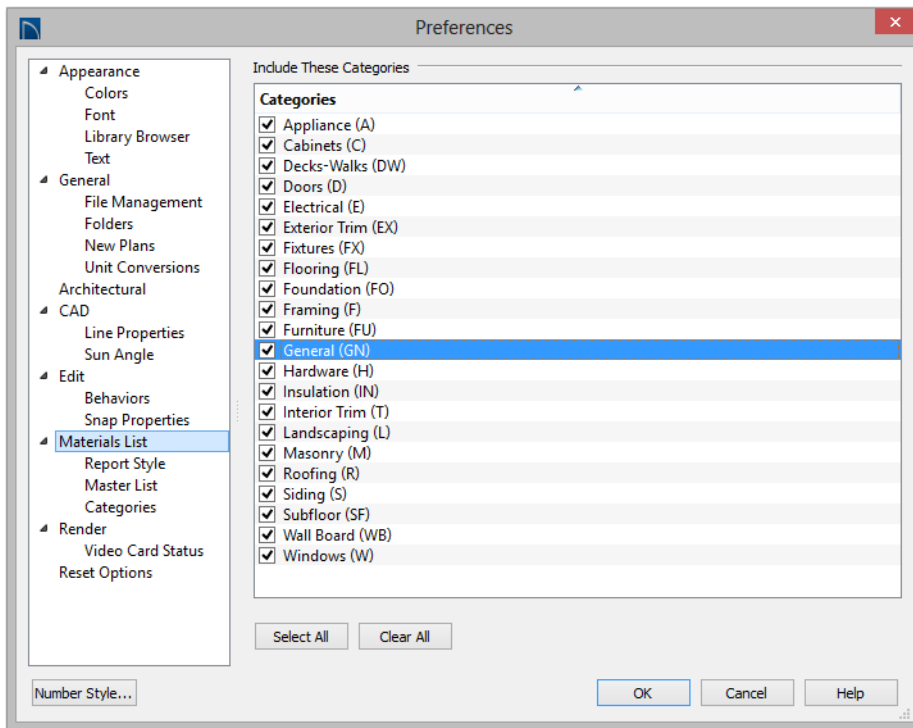 Preferences
Appearance
Colors
Font
Library Browser
Text
General
File Management
Folders
New Plans
Unit Conversions
Architectural
CAD
Line Properties
Sun Angle
Edit
Behaviors
Snap Properties
Materials List
Report Style
Master List
Categories
Render
Video Card Status
Reset Options
Include These Categories
Categories
Appliance (A)
Cabinets (C)
Decks-Walks (DW)
Doors (D)
Electrical (E)
Exterior Trim (EX)
Fixtures (FX)
Flooring (FL)
Foundation (FO)
Framing (F)
Furniture (FU)
General (GN)
Hardware (H)
Insulation (IN)
Interior Trim (T)
Landscaping (L)
Masonry (M)
Roofing (R)
Siding (S)
Subfloor (SF)
Wall Board (WB)
Windows (W)
Select All Clear All
Number Style... OK Cancel Help